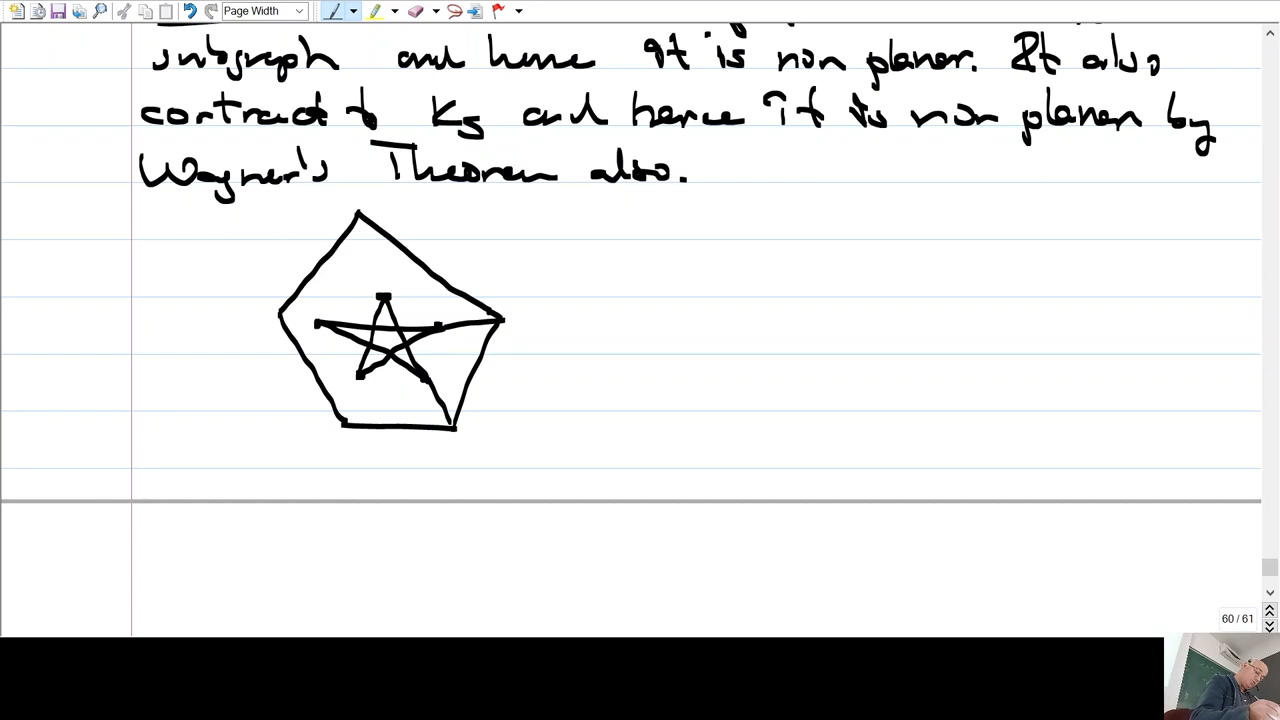 Page Width
subgraph and hence it is non planar. It also
contract to K5 and hence it is non planar by
Wagner's Theorem also.
60 / 61